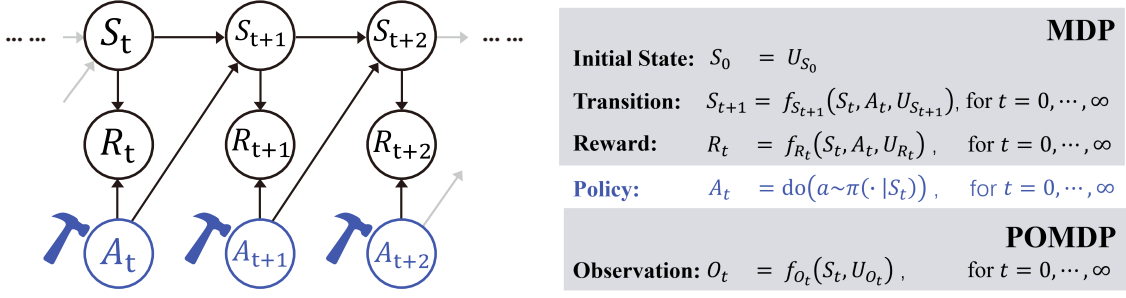 ... ... S_t S_{t+1} S_{t+2} ... ...
R_t R_{t+1} R_{t+2}
A_t A_{t+1} A_{t+2}
MDP
Initial State: S_0 = U_{S_0}
Transition: S_{t+1} = f_{S_{t+1}}(S_t, A_t, U_{S_{t+1}}), for t = 0, ⋯, ∞
Reward: R_t = f_{R_t}(S_t, A_t, U_{R_t}) , for t = 0, ⋯, ∞
Policy: A_t = do(a~π(· |S_t)) , for t = 0, ⋯, ∞
POMDP
Observation: O_t = f_{O_t}(S_t, U_{O_t}) , for t = 0, ⋯, ∞